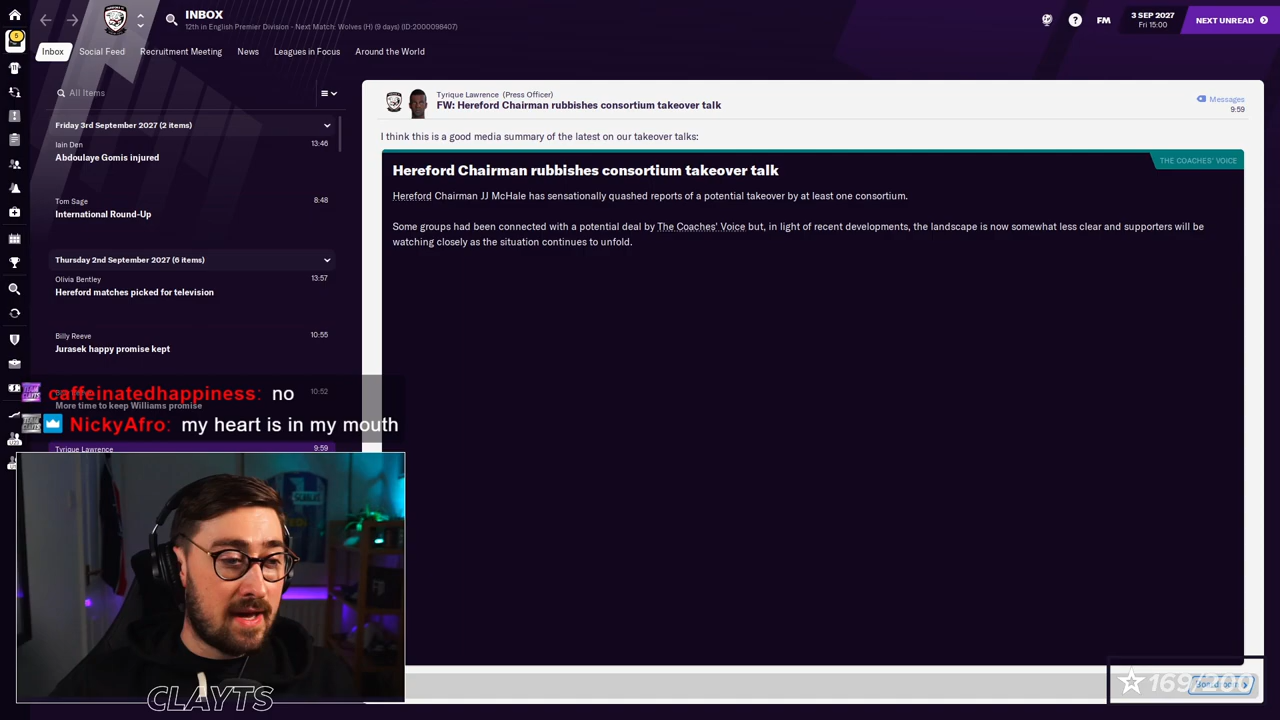 INBOX
12th in English Premier Division - Next Match: Wolves (H) (9 days) (ID:2000098407)
FM
3 SEP 2027
Fri 15:00
NEXT UNREAD
5
Inbox
Social Feed
Recruitment Meeting
News
Leagues in Focus
Around the World
All Items
Friday 3rd September 2027 (2 items)
Iain Den
13:46
Abdoulaye Gomis injured
Tom Sage
8:48
International Round-Up
Thursday 2nd September 2027 (6 items)
Olivia Bentley
13:57
Hereford matches picked for television
Billy Reeve
10:55
Jurasek happy promise kept
10:52
More time to keep Williams promise
Tyrique Lawrence
9:59
caffeinatedhappiness: no
NickyAfro: my heart is in my mouth
CLAYTS
Tyrique Lawrence (Press Officer)
FW: Hereford Chairman rubbishes consortium takeover talk
Messages
9:59
I think this is a good media summary of the latest on our takeover talks:
THE COACHES' VOICE
Hereford Chairman rubbishes consortium takeover talk
Hereford Chairman JJ McHale has sensationally quashed reports of a potential takeover by at least one consortium.
Some groups had been connected with a potential deal by The Coaches' Voice but, in light of recent developments, the landscape is now somewhat less clear and supporters will be
watching closely as the situation continues to unfold.
169/200